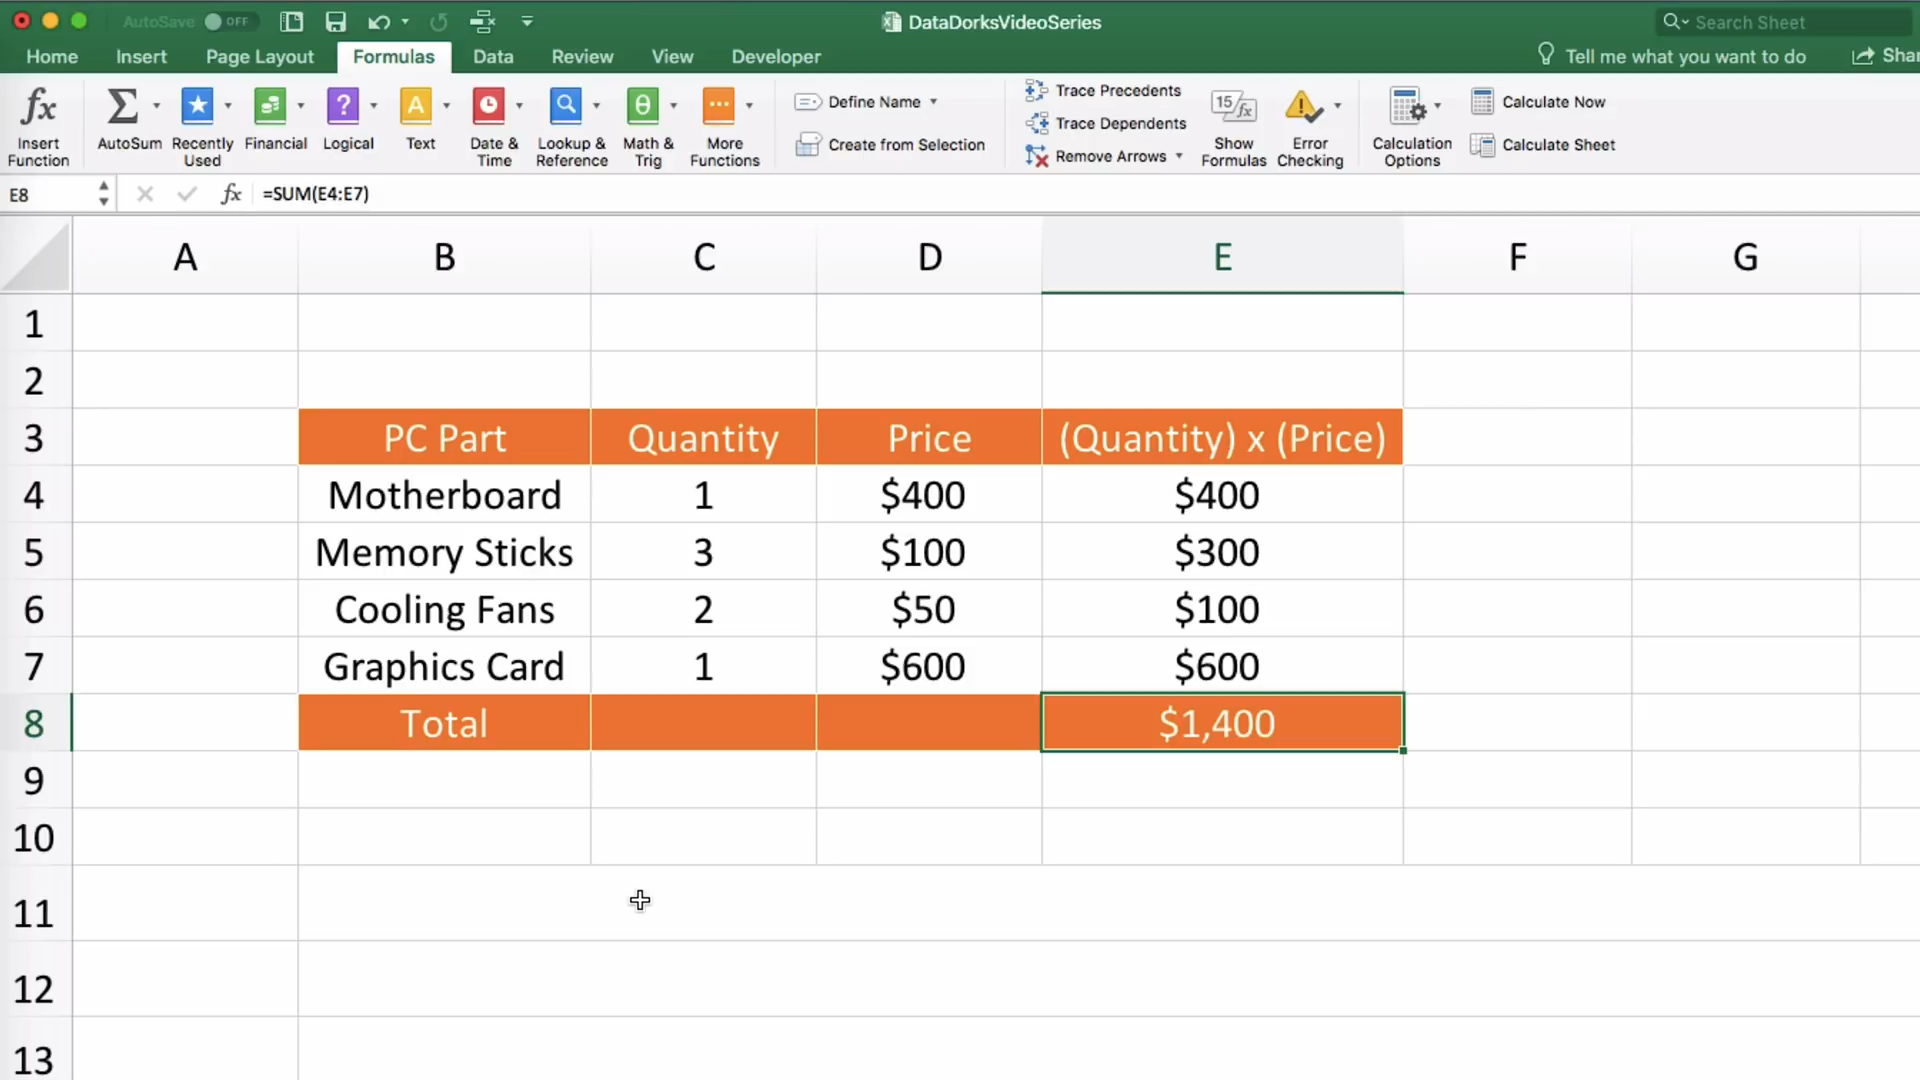 AutoSave OFF
DataDorksVideoSeries
Search Sheet
Home Insert Page Layout Formulas Data Review View Developer
Tell me what you want to do
Shar
fx Insert Function
Σ AutoSum
Recently Used
Financial
? Logical
A Text
Date & Time
Lookup & Reference
θ Math & Trig
More Functions
Define Name
Create from Selection
Trace Precedents
Trace Dependents
Remove Arrows
15 fx Show Formulas
Error Checking
Calculation Options
Calculate Now
Calculate Sheet
E8 fx =SUM(E4:E7)
A B C D E F G
1
2
3 PC Part Quantity Price (Quantity) x (Price)
4 Motherboard 1 $400 $400
5 Memory Sticks 3 $100 $300
6 Cooling Fans 2 $50 $100
7 Graphics Card 1 $600 $600
8 Total $1,400
9
10
11
12
13